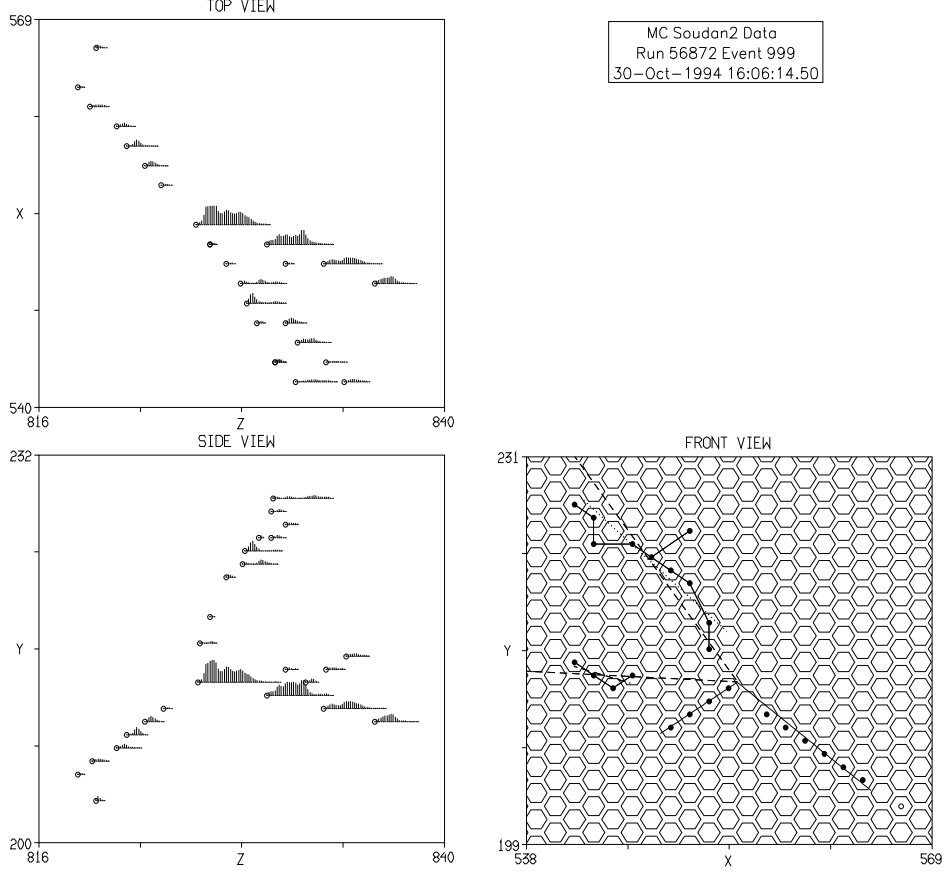 TOP VIEW
569
X
540
816
Z
840
MC Soudan2 Data
Run 56872 Event 999
30-Oct-1994 16:06:14.50
SIDE VIEW
232
Y
200
816
Z
840
FRONT VIEW
231
Y
199
538
X
569